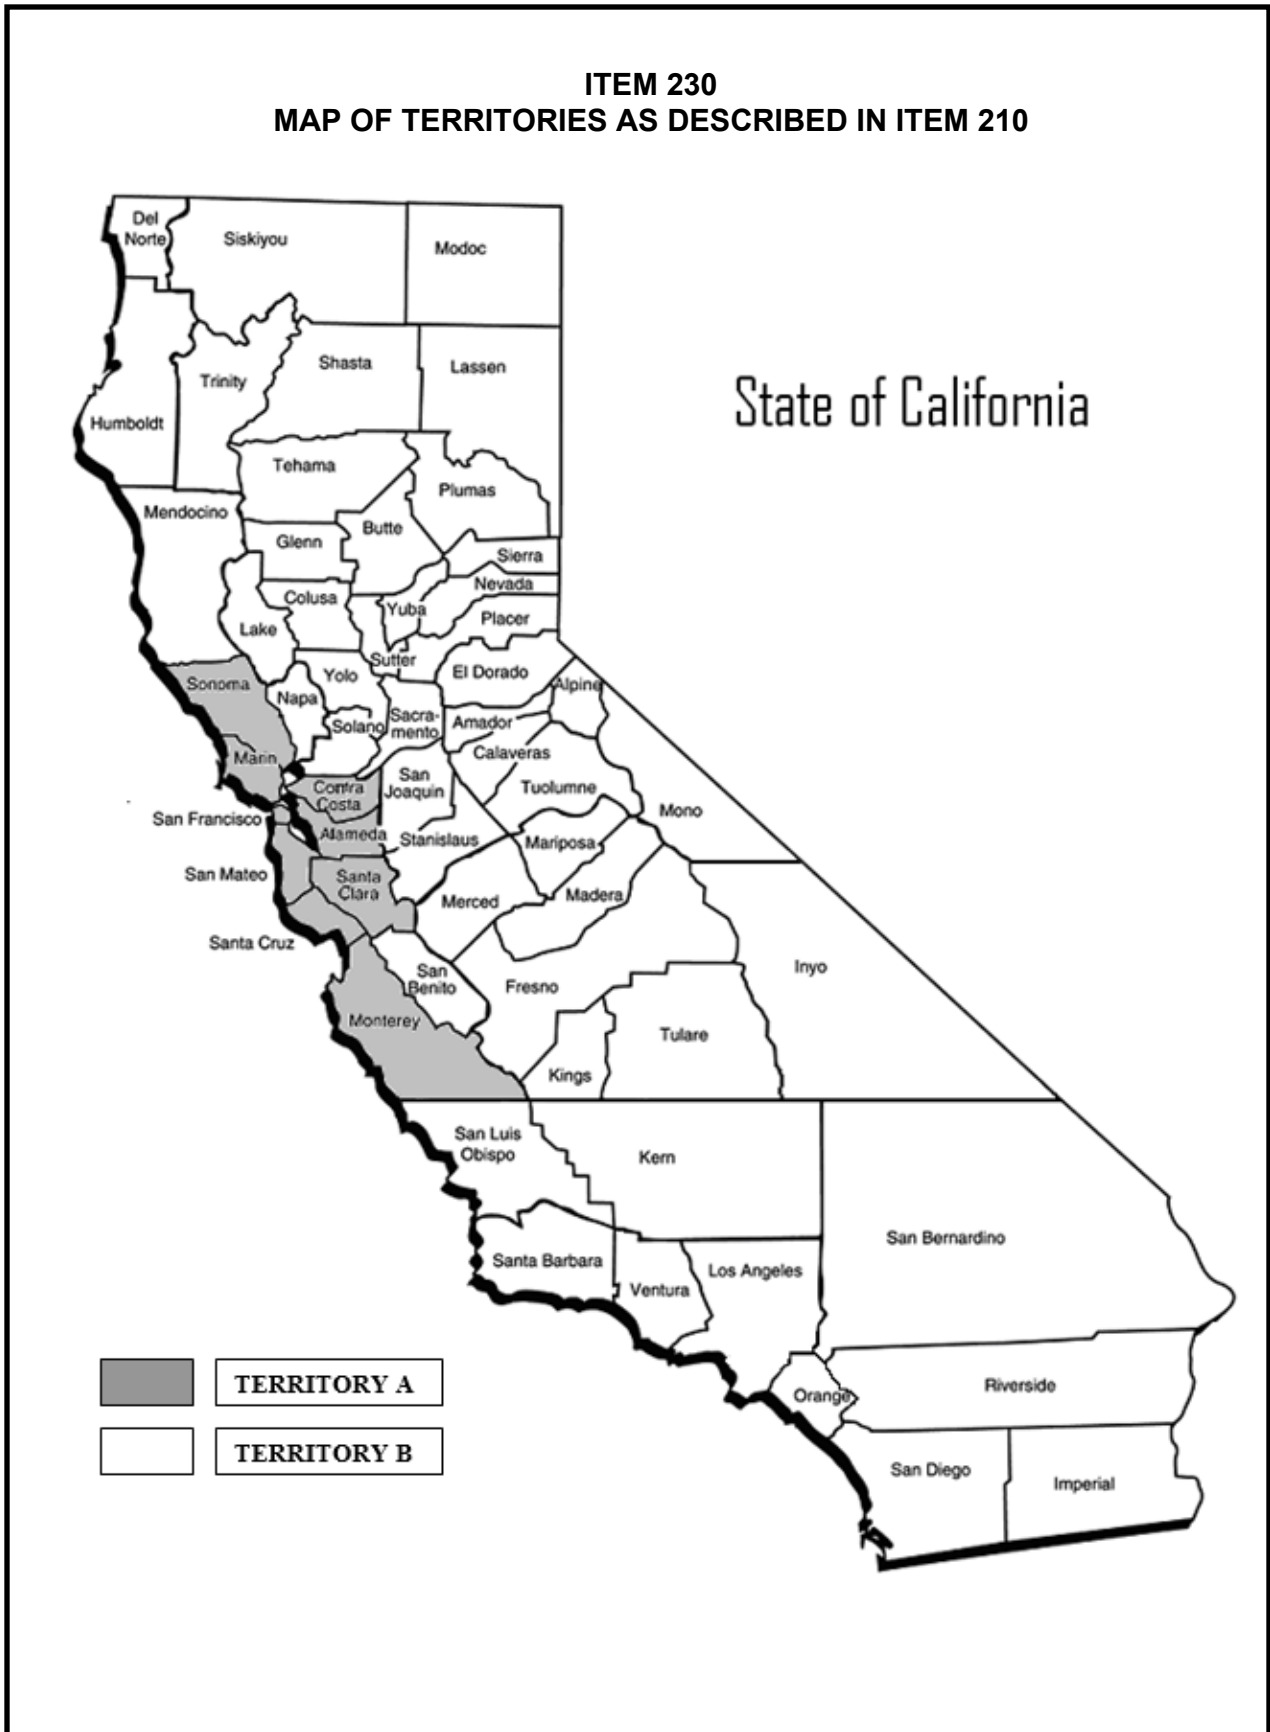 ITEM 230
MAP OF TERRITORIES AS DESCRIBED IN ITEM 210
Del
Norte
Siskiyou
Modoc
State of California
Shasta
Lassen
Trinity
Humboldt
Tehama
Plumas
Mendocino
Butte
Glenn
Sierra
Nevada
Colusa
Yuba
Placer
Lake
Sutter
El Dorado
Yolo
Alpine
Sonoma
Napa
Sacra-
mento
Solano
Amador
Calaveras
Marin
San
Joaquin
Contra
Costa
Tuolumne
Mono
San Francisco
Alameda
Stanislaus
Mariposa
San Mateo
Santa
Clara
Merced
Madera
Santa Cruz
San
Benito
Fresno
Inyo
Monterey
Tulare
Kings
San Luis
Obispo
Kern
San Bernardino
Santa Barbara
Los Angeles
Ventura
TERRITORY A
Orange
Riverside
TERRITORY B
San Diego
Imperial